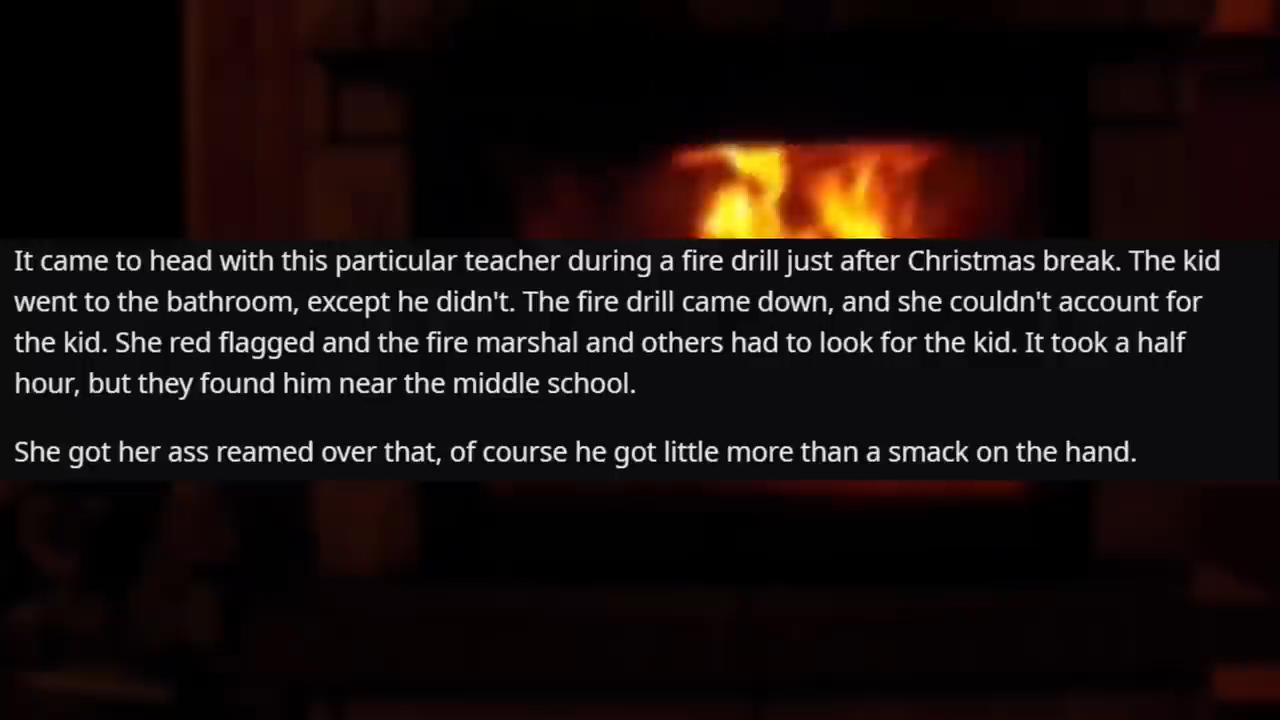 It came to head with this particular teacher during a fire drill just after Christmas break. The kid
went to the bathroom, except he didn't. The fire drill came down, and she couldn't account for
the kid. She red flagged and the fire marshal and others had to look for the kid. It took a half
hour, but they found him near the middle school.
She got her ass reamed over that, of course he got little more than a smack on the hand.